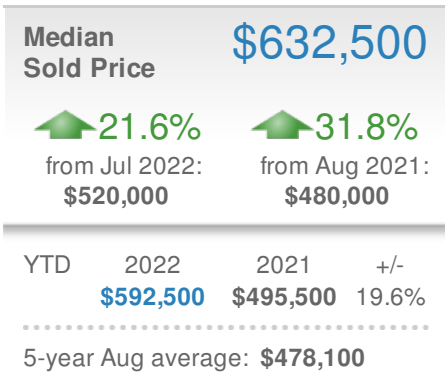 Median
Sold Price
$632,500
21.6%
from Jul 2022:
$520,000
31.8%
from Aug 2021:
$480,000
YTD 2022 2021 +/-
$592,500 $495,500 19.6%
5-year Aug average: $478,100